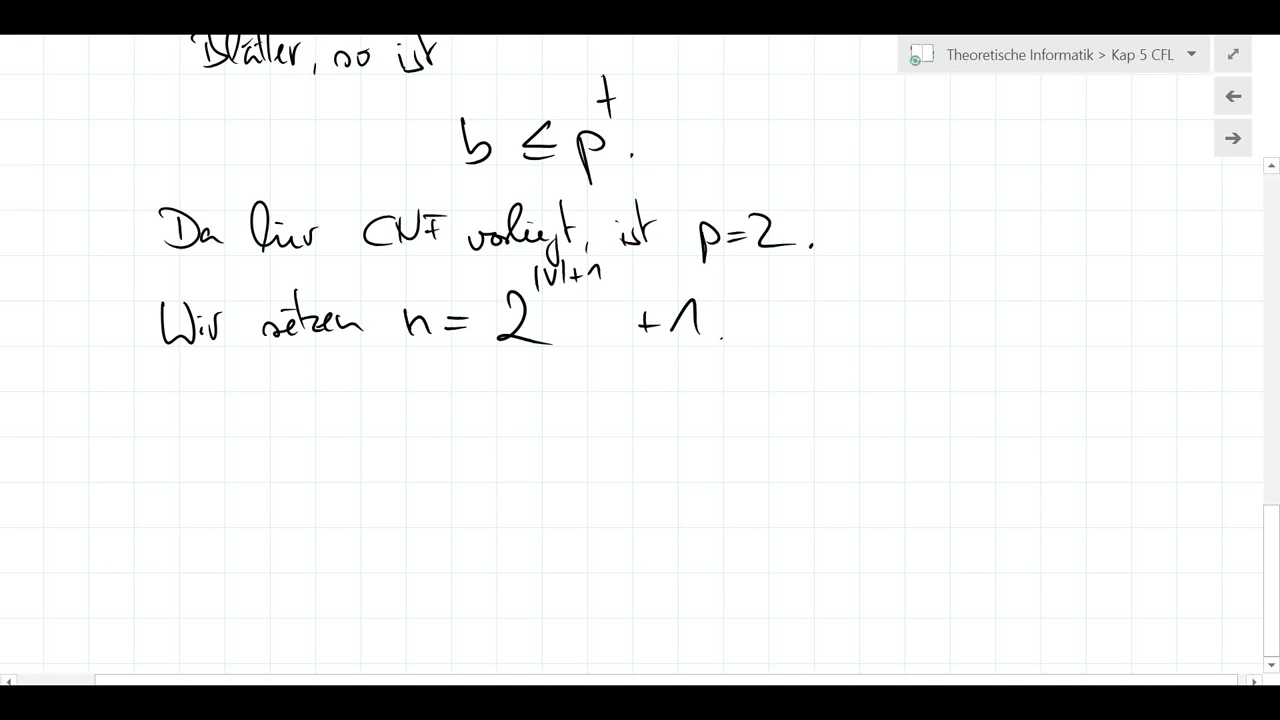 Blätter, so ist
Theoretische Informatik > Kap 5 CFL
b ≤ p^t.
Da hier CNF vorliegt, ist p=2.
Wir setzen n = 2^{|V|+1} + 1.